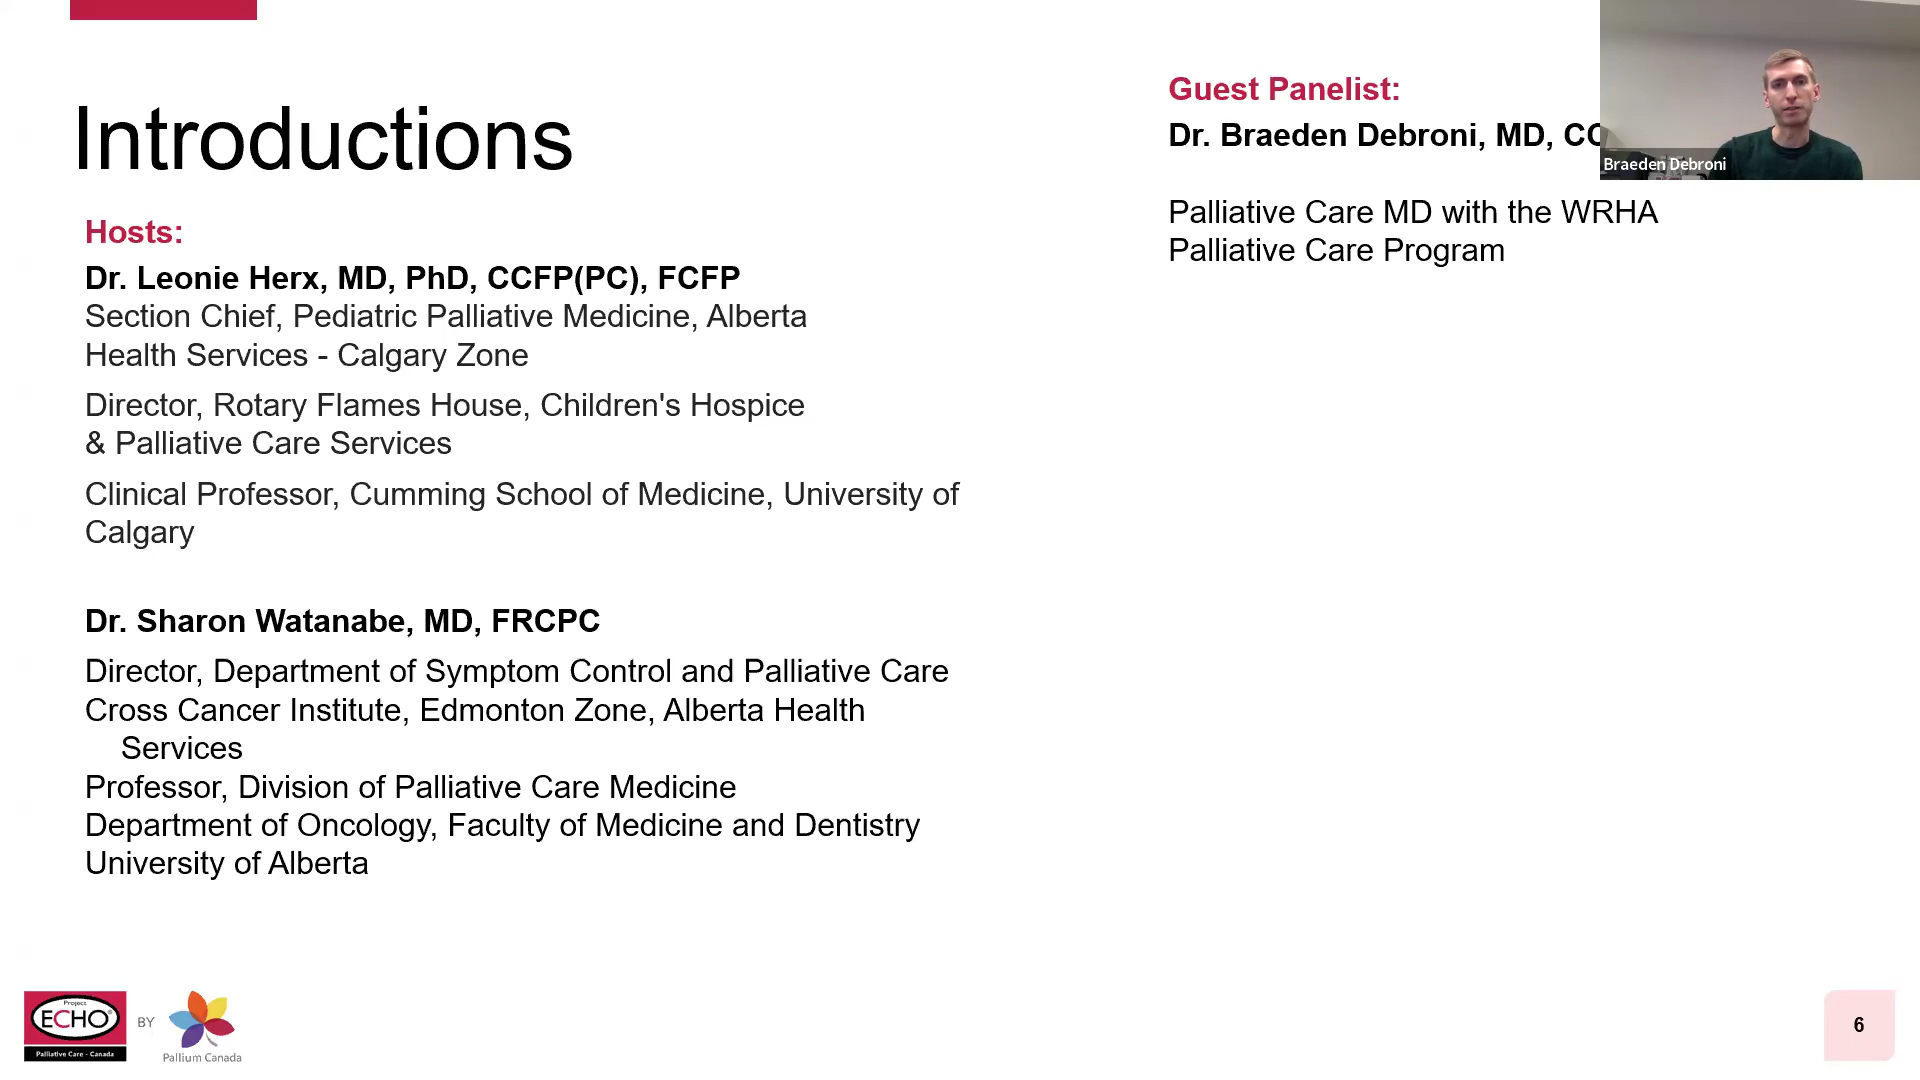 Introductions
Hosts:
Dr. Leonie Herx, MD, PhD, CCFP(PC), FCFP
Section Chief, Pediatric Palliative Medicine, Alberta
Health Services - Calgary Zone
Director, Rotary Flames House, Children's Hospice
& Palliative Care Services
Clinical Professor, Cumming School of Medicine, University of
Calgary
Dr. Sharon Watanabe, MD, FRCPC
Director, Department of Symptom Control and Palliative Care
Cross Cancer Institute, Edmonton Zone, Alberta Health
Services
Professor, Division of Palliative Care Medicine
Department of Oncology, Faculty of Medicine and Dentistry
University of Alberta
Guest Panelist:
Dr. Braeden Debroni, MD,
Palliative Care MD with the WRHA
Palliative Care Program
Braeden Debroni
Project
ECHO®
Palliative Care - Canada
BY
Pallium Canada
6